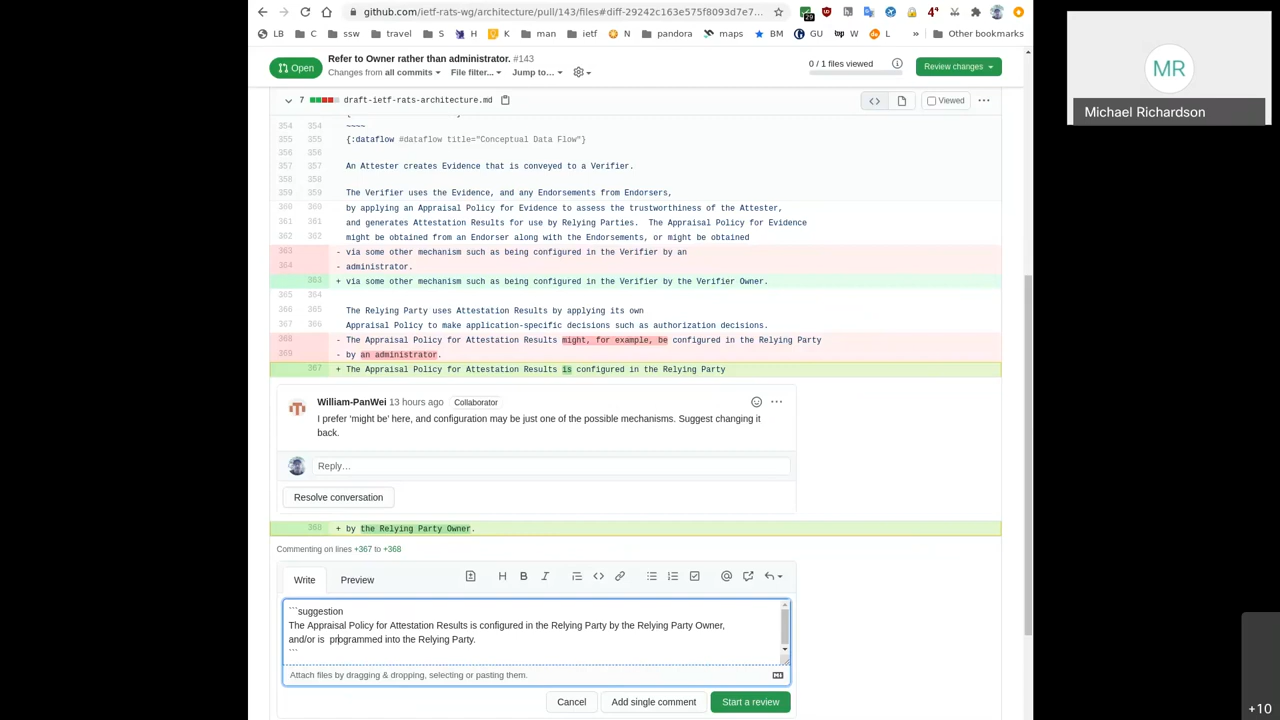 github.com/ietf-rats-wg/architecture/pull/143/files#diff-29242c163e575f8093d7e7...
29
LB C ssw travel S H K man ietf N pandora maps BM GU W L » Other bookmarks
Open
Refer to Owner rather than administrator. #143
Changes from all commits File filter... Jump to...
0 / 1 files viewed
Review changes
7 draft-ietf-rats-architecture.md
Viewed
354 354 ~~~~
355 355 {:dataflow #dataflow title="Conceptual Data Flow"}
356 356
357 357 An Attester creates Evidence that is conveyed to a Verifier.
358 358
359 359 The Verifier uses the Evidence, and any Endorsements from Endorsers,
360 360 by applying an Appraisal Policy for Evidence to assess the trustworthiness of the Attester,
361 361 and generates Attestation Results for use by Relying Parties. The Appraisal Policy for Evidence
362 362 might be obtained from an Endorser along with the Endorsements, or might be obtained
363 - via some other mechanism such as being configured in the Verifier by an
364 - administrator.
363 + via some other mechanism such as being configured in the Verifier by the Verifier Owner.
365 364
366 365 The Relying Party uses Attestation Results by applying its own
367 366 Appraisal Policy to make application-specific decisions such as authorization decisions.
368 - The Appraisal Policy for Attestation Results might, for example, be configured in the Relying Party
369 - by an administrator.
367 + The Appraisal Policy for Attestation Results is configured in the Relying Party
William-PanWei 13 hours ago Collaborator
I prefer ‘might be’ here, and configuration may be just one of the possible mechanisms. Suggest changing it
back.
Reply...
Resolve conversation
368 + by the Relying Party Owner.
Commenting on lines +367 to +368
Write Preview
```suggestion
The Appraisal Policy for Attestation Results is configured in the Relying Party by the Relying Party Owner,
and/or is  programmed into the Relying Party.
```
Attach files by dragging & dropping, selecting or pasting them.
Cancel Add single comment Start a review
MR
Michael Richardson
+10